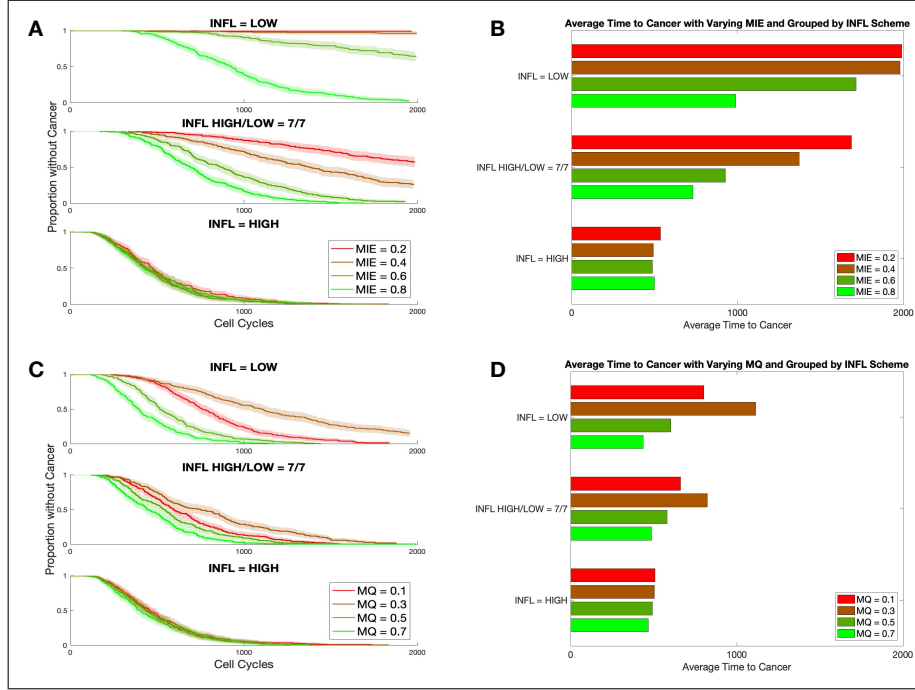 A
INFL = LOW
1
0.5
0
0
1000
2000
INFL HIGH/LOW = 7/7
1
0.5
0
0
1000
2000
INFL = HIGH
1
0.5
0
0
1000
2000
Proportion without Cancer
Cell Cycles
MIE = 0.2
MIE = 0.4
MIE = 0.6
MIE = 0.8
B
Average Time to Cancer with Varying MIE and Grouped by INFL Scheme
INFL = LOW
INFL HIGH/LOW = 7/7
INFL = HIGH
MIE = 0.2
MIE = 0.4
MIE = 0.6
MIE = 0.8
0
1000
2000
Average Time to Cancer
C
INFL = LOW
1
0.5
0
0
1000
2000
INFL HIGH/LOW = 7/7
1
0.5
0
0
1000
2000
INFL = HIGH
1
0.5
0
0
1000
2000
Proportion without Cancer
Cell Cycles
MQ = 0.1
MQ = 0.3
MQ = 0.5
MQ = 0.7
D
Average Time to Cancer with Varying MQ and Grouped by INFL Scheme
INFL = LOW
INFL HIGH/LOW = 7/7
INFL = HIGH
MQ = 0.1
MQ = 0.3
MQ = 0.5
MQ = 0.7
0
1000
2000
Average Time to Cancer